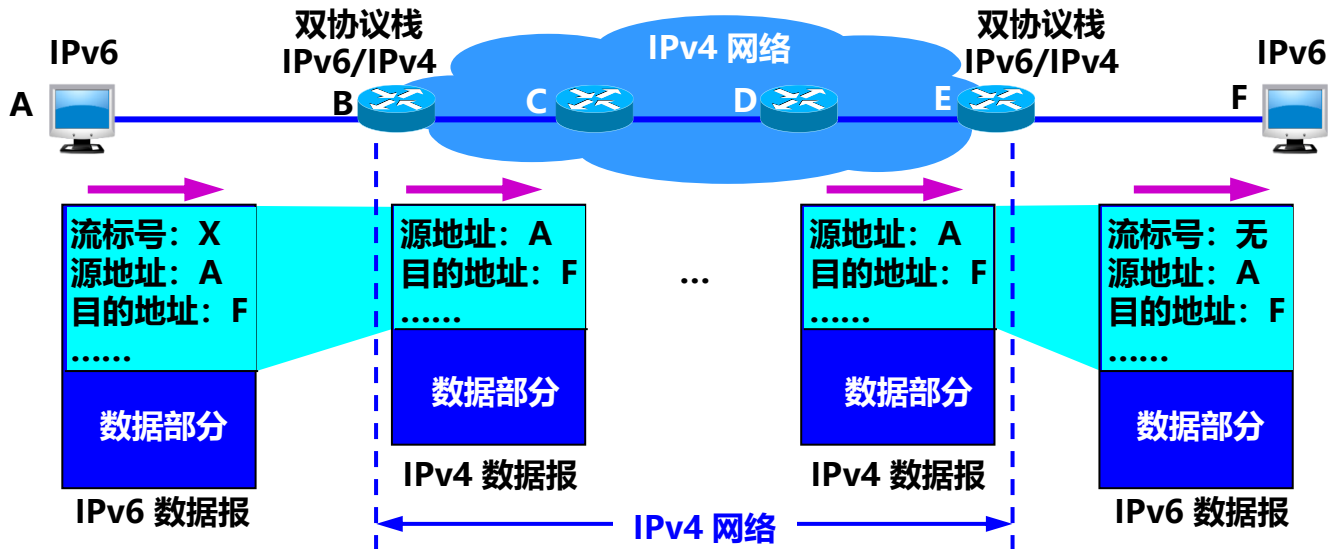 双协议栈
IPv6/IPv4
IPv4 网络
双协议栈
IPv6/IPv4
IPv6
IPv6
A
B
C
D
E
F
流标号：X
源地址：A
目的地址：F
......
数据部分
IPv6 数据报
源地址：A
目的地址：F
......
数据部分
IPv4 数据报
...
源地址：A
目的地址：F
......
数据部分
IPv4 数据报
流标号：无
源地址：A
目的地址：F
......
数据部分
IPv6 数据报
IPv4 网络